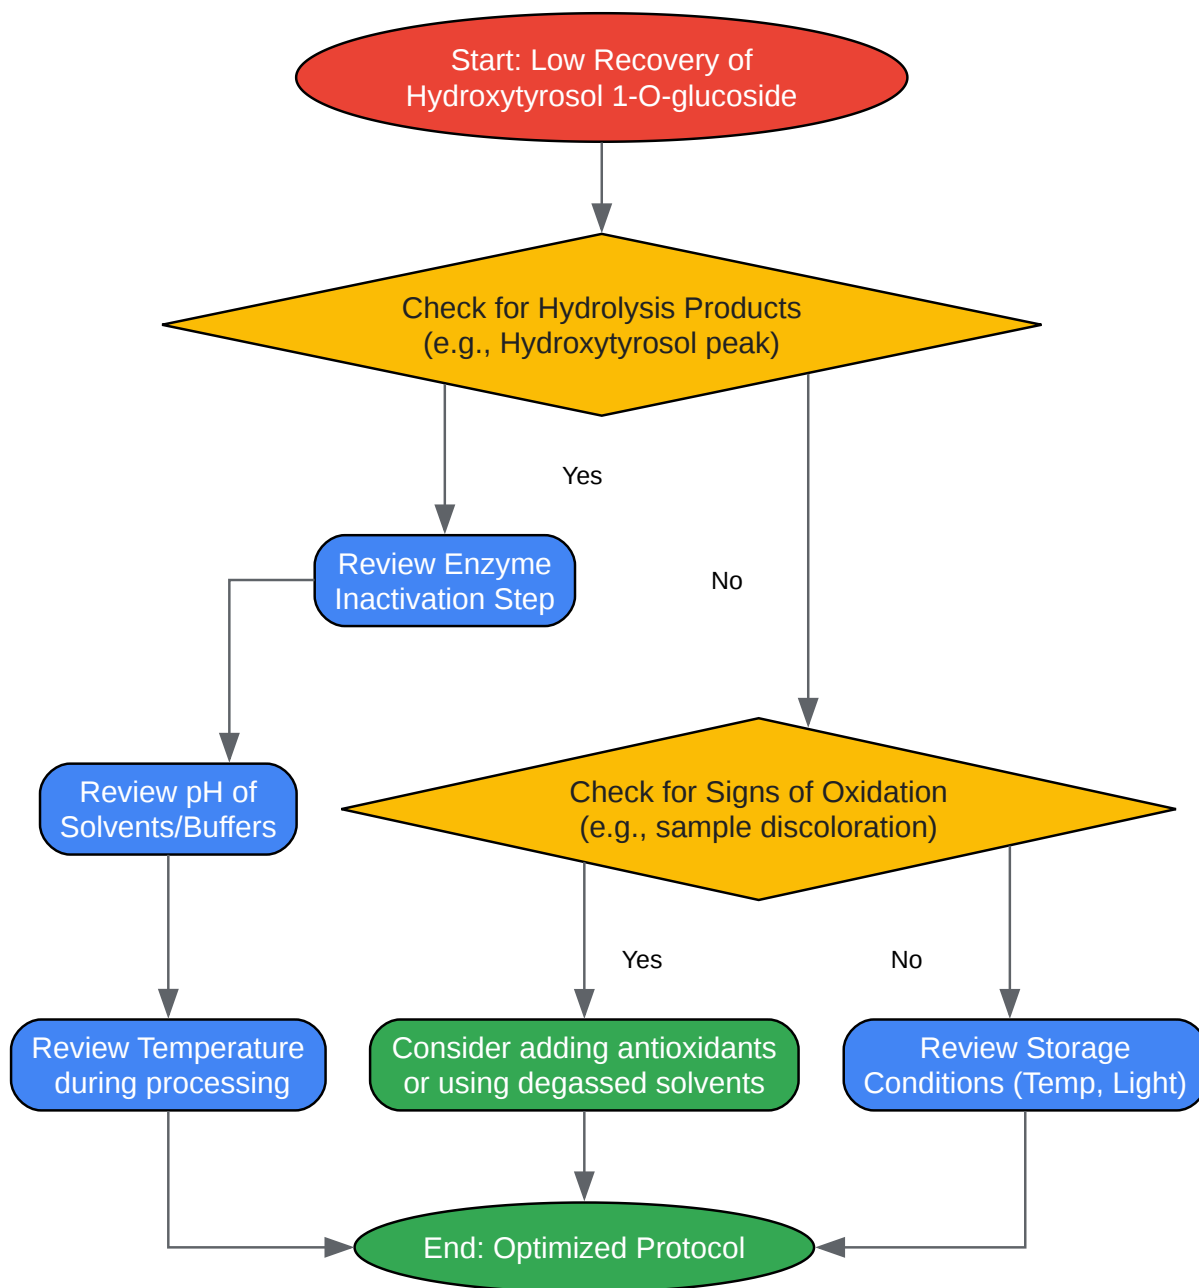 Start: Low Recovery of
Hydroxytyrosol 1-O-glucoside
Check for Hydrolysis Products
(e.g., Hydroxytyrosol peak)
Yes
Review Enzyme
Inactivation Step
No
Review pH of
Solvents/Buffers
Check for Signs of Oxidation
(e.g., sample discoloration)
Yes
No
Review Temperature
during processing
Consider adding antioxidants
or using degassed solvents
Review Storage
Conditions (Temp, Light)
End: Optimized Protocol